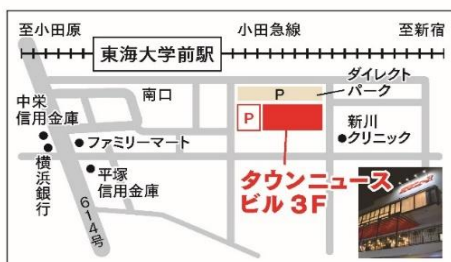 至小田原
小田急線
至新宿
東海大学前駅
ダイレクト
パーク
P
南口
中栄
信用金庫
P
新川
クリニック
ファミリーマート
横浜銀行
平塚
信用金庫
タウンニュース
ビル3F
614号